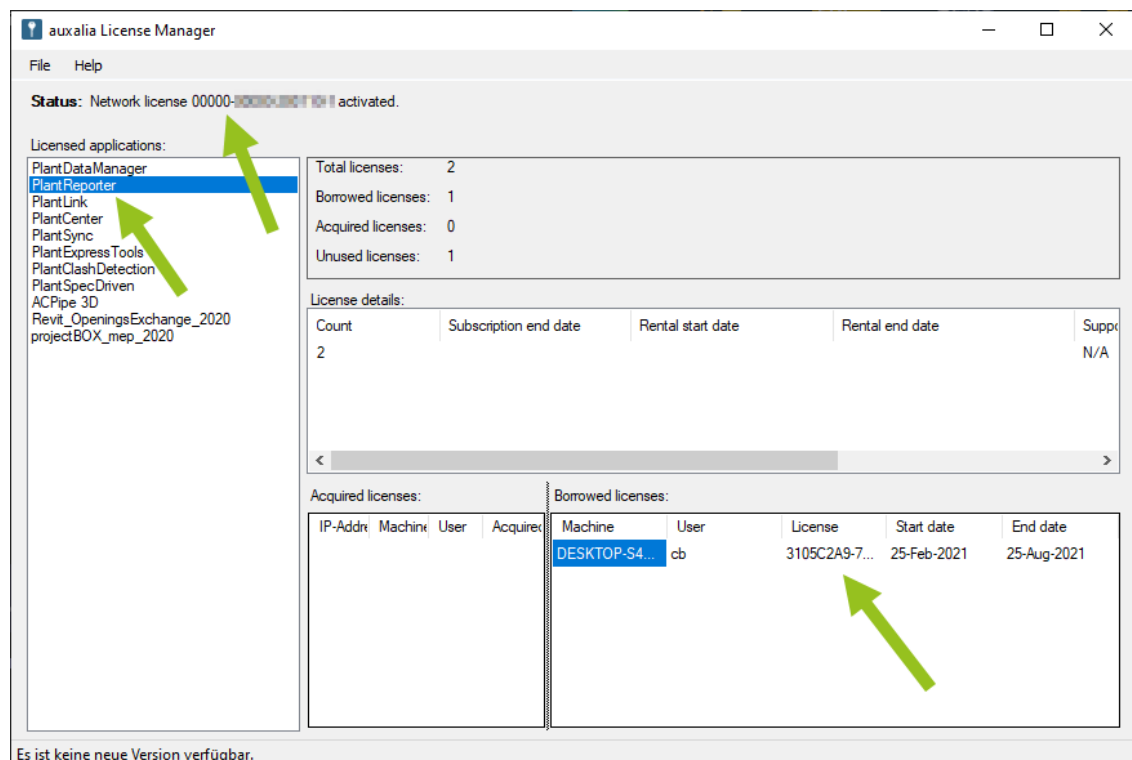 auxalia License Manager
File Help
Status: Network license 00000- activated.
Licensed applications:
PlantDataManager
PlantReporter
PlantLink
PlantCenter
PlantSync
PlantExpressTools
PlantClashDetection
PlantSpecDriven
ACPipe 3D
Revit_OpeningsExchange_2020
projectBOX_mep_2020
Total licenses: 2
Borrowed licenses: 1
Acquired licenses: 0
Unused licenses: 1
License details:
Count Subscription end date Rental start date Rental end date Suppo
2 N/A
Acquired licenses:
IP-Addre Machine User Acquired
Borrowed licenses:
Machine User License Start date End date
DESKTOP-S4... cb 3105C2A9-7... 25-Feb-2021 25-Aug-2021
Es ist keine neue Version verfügbar.